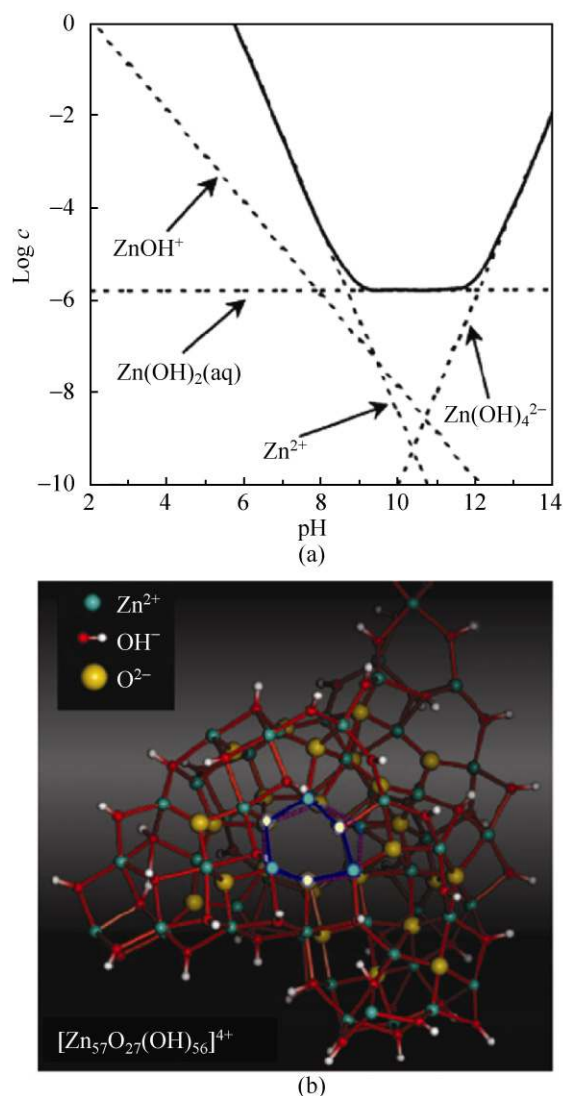 0
−2
−4
−6
−8
−10
Log c
ZnOH⁺
Zn(OH)₂(aq)
Zn²⁺
Zn(OH)₄²⁻
2 4 6 8 10 12 14
pH
(a)
Zn²⁺
OH⁻
O²⁻
[Zn₅₇O₂₇(OH)₅₆]⁴⁺
(b)